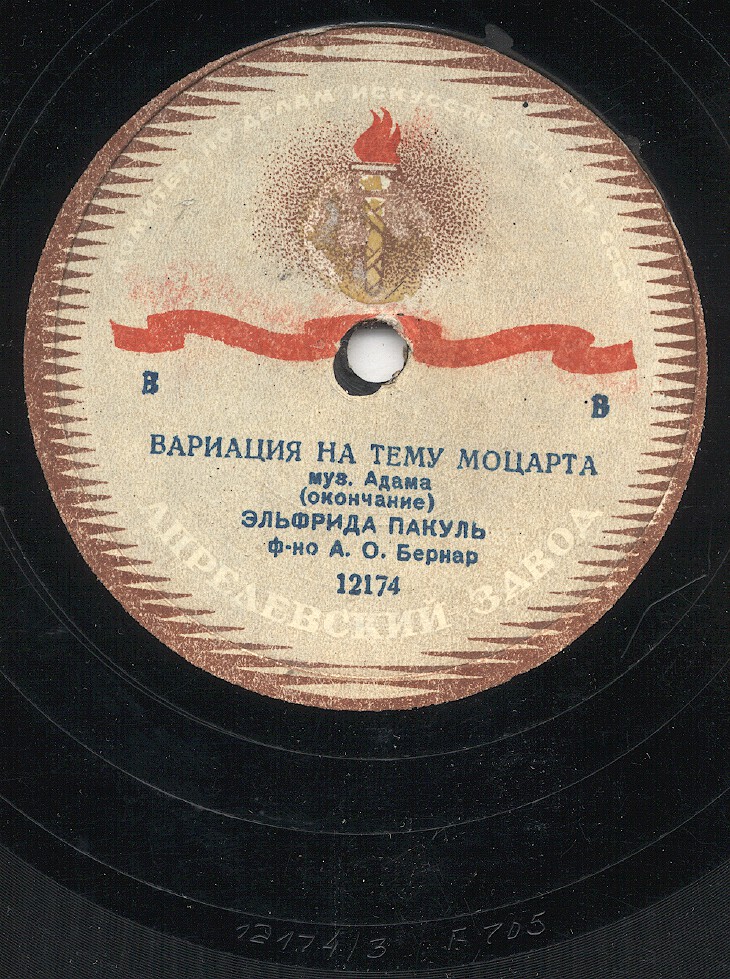 КОМИТЕТ ПО ДЕЛАМ ИСКУССТВ ПРИ СНК СССР
В
В
ВАРИАЦИЯ НА ТЕМУ МОЦАРТА
муз. Адама
(окончание)
ЭЛЬФРИДА ПАКУЛЬ
ф-но А. О. Бернар
12174
АПРЕЛЕВСКИЙ ЗАВОД
12174/3 F 705